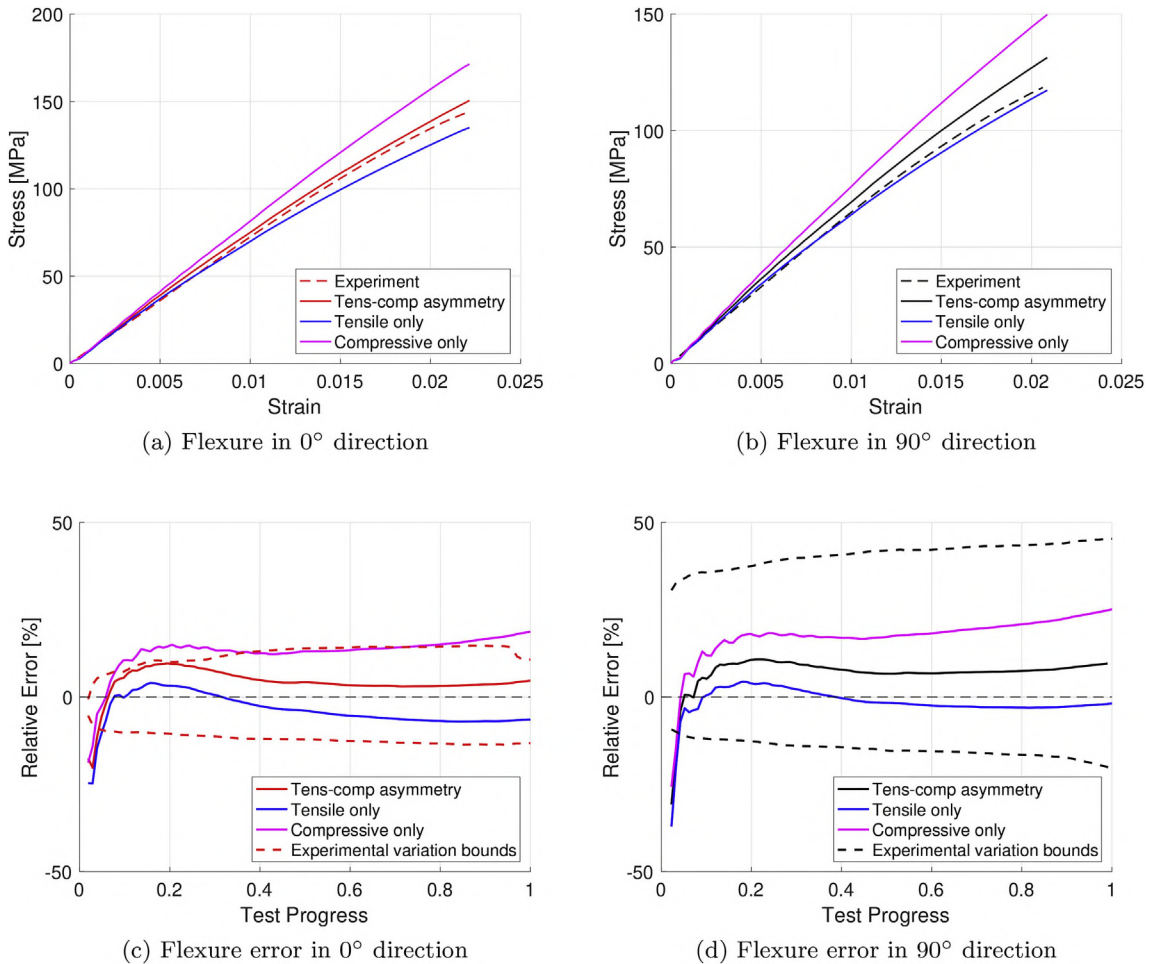 200
150
100
50
0
Stress [MPa]
0
0.005
0.01
0.015
0.02
0.025
Strain
Experiment
Tens-comp asymmetry
Tensile only
Compressive only
(a) Flexure in 0° direction
150
100
50
0
Stress [MPa]
0
0.005
0.01
0.015
0.02
0.025
Strain
Experiment
Tens-comp asymmetry
Tensile only
Compressive only
(b) Flexure in 90° direction
50
0
-50
Relative Error [%]
0
0.2
0.4
0.6
0.8
1
Test Progress
Tens-comp asymmetry
Tensile only
Compressive only
Experimental variation bounds
(c) Flexure error in 0° direction
50
0
-50
Relative Error [%]
0
0.2
0.4
0.6
0.8
1
Test Progress
Tens-comp asymmetry
Tensile only
Compressive only
Experimental variation bounds
(d) Flexure error in 90° direction